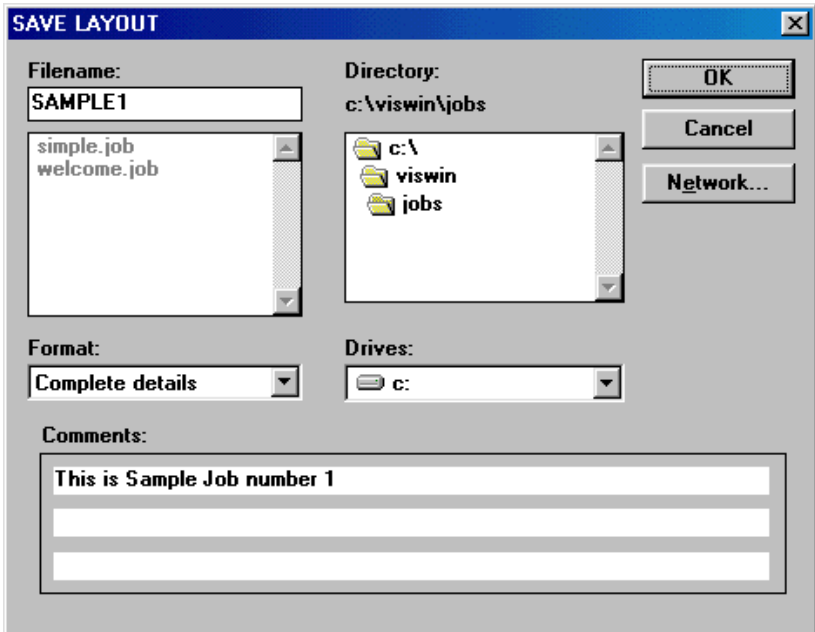 SAVE LAYOUT
Filename:
SAMPLE1
simple.job
welcome.job
Directory:
c:\viswin\jobs
c:\
viswin
jobs
OK
Cancel
Network...
Format:
Complete details
Drives:
c:
Comments:
This is Sample Job number 1